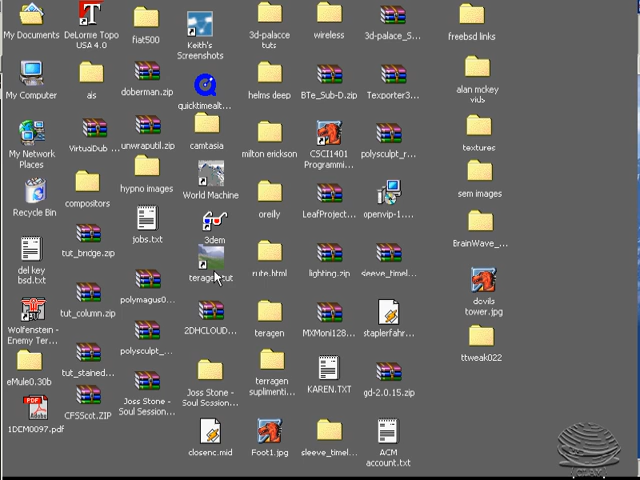 My Documents
DeLorme Topo
USA 4.0
fiat500
Keith's
Screenshots
3d-palacce
tuts
wireless
3d-palace_S...
freebsd links
My Computer
ais
doberman.zip
quicktimealt...
helms deep
BTe_Sub-D.zip
Texporter3...
alan mckey
vids
My Network
Places
VirtualDub ...
unwraputil.zip
camtasia
milton erickson
CSCI1401
Programmi...
polysculpt_r...
textures
Recycle Bin
compositors
hypno images
World Machine
oreilly
LeafProject...
openvip-1....
sem images
del key
bsd.txt
tut_bridge.zip
jobs.txt
3dem
rute.html
lighting.zip
sleeve_timel...
BrainWave_...
Wolfenstein -
Enemy Ter...
tut_column.zip
polymagus0...
2DHCLOUD...
teragen
MXMoni128...
staplerfahr...
tower.jpg
eMule0.30b
tut_stained...
polysculpt_...
Joss Stone -
Soul Session...
terragen
suplimenti...
KAREN.TXT
gd-2.0.15.zip
ttweak022
PDF
Adobe
1DEM0097.pdf
CFSScot.ZIP
Joss Stone -
Soul Session...
closenc.mid
Foot1.jpg
sleeve_timel...
ACM
account.txt